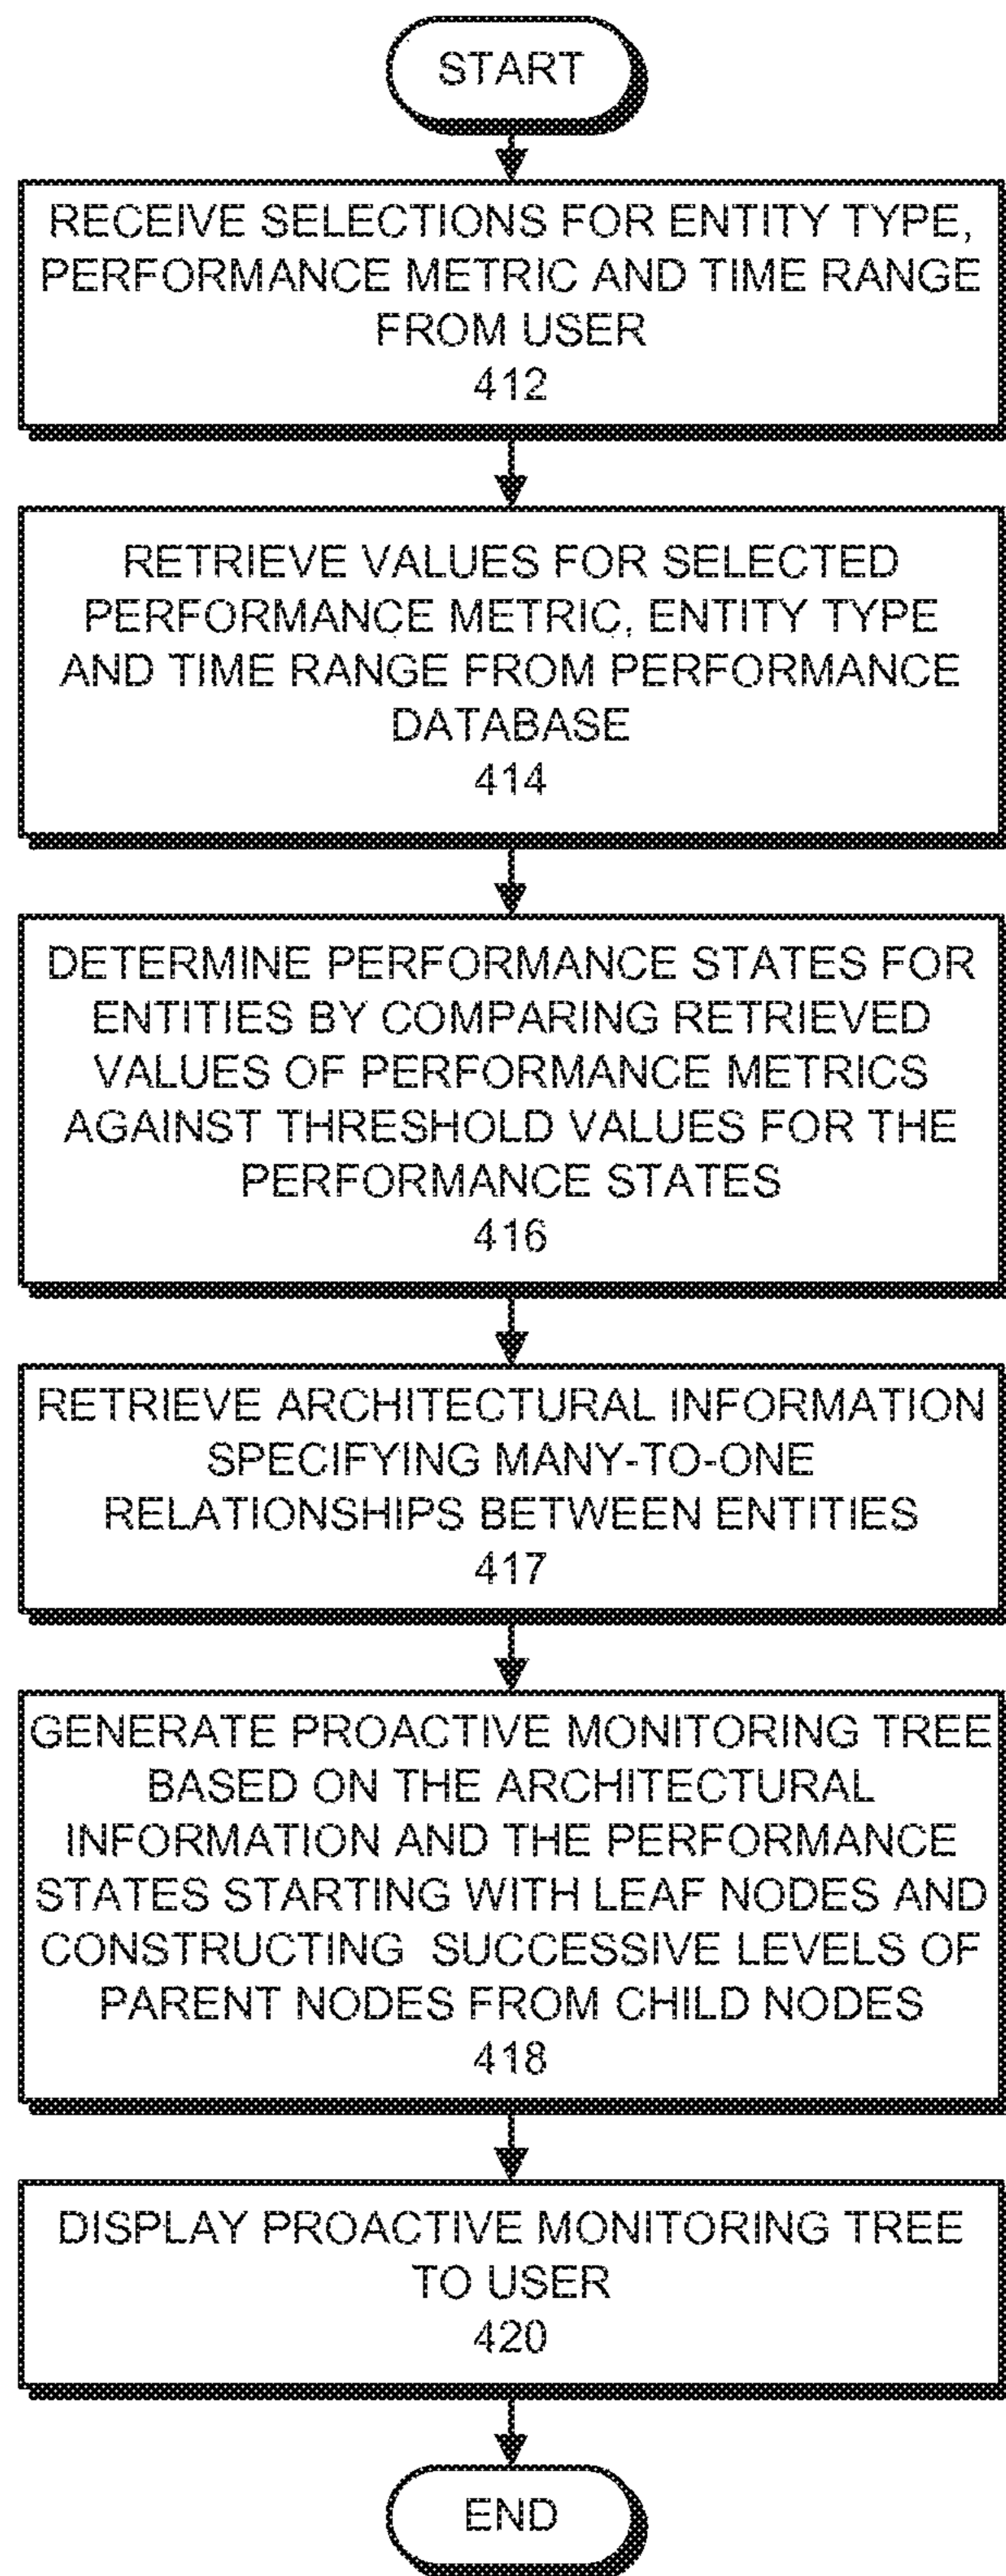 START
RECEIVE SELECTIONS FOR ENTITY TYPE,
PERFORMANCE METRIC AND TIME RANGE
FROM USER
412
RETRIEVE VALUES FOR SELECTED
PERFORMANCE METRIC, ENTITY TYPE
AND TIME RANGE FROM PERFORMANCE
DATABASE
414
DETERMINE PERFORMANCE STATES FOR
ENTITIES BY COMPARING RETRIEVED
VALUES OF PERFORMANCE METRICS
AGAINST THRESHOLD VALUES FOR THE
PERFORMANCE STATES
416
RETRIEVE ARCHITECTURAL INFORMATION
SPECIFYING MANY-TO-ONE
RELATIONSHIPS BETWEEN ENTITIES
417
GENERATE PROACTIVE MONITORING TREE
BASED ON THE ARCHITECTURAL
INFORMATION AND THE PERFORMANCE
STATES STARTING WITH LEAF NODES AND
CONSTRUCTING SUCCESSIVE LEVELS OF
PARENT NODES FROM CHILD NODES
418
DISPLAY PROACTIVE MONITORING TREE
TO USER
420
END